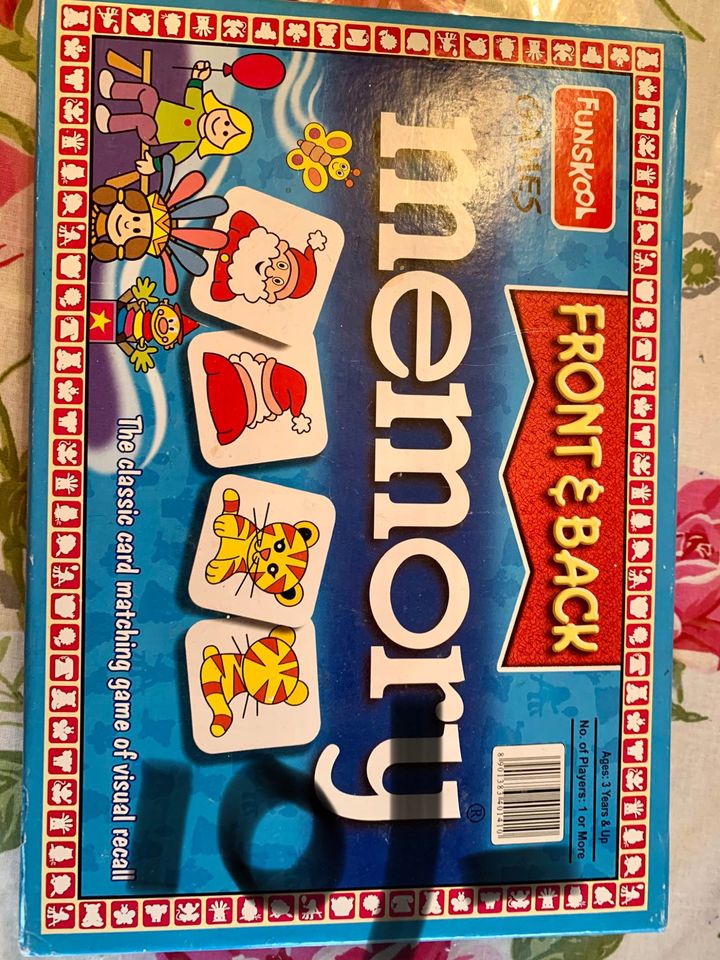 FUNSKOOL
GAMES
FRONT & BACK
Ages: 3 Years & Up
No. of Players: 1 or More
8901383401410
memory®
The classic card matching game of visual recall